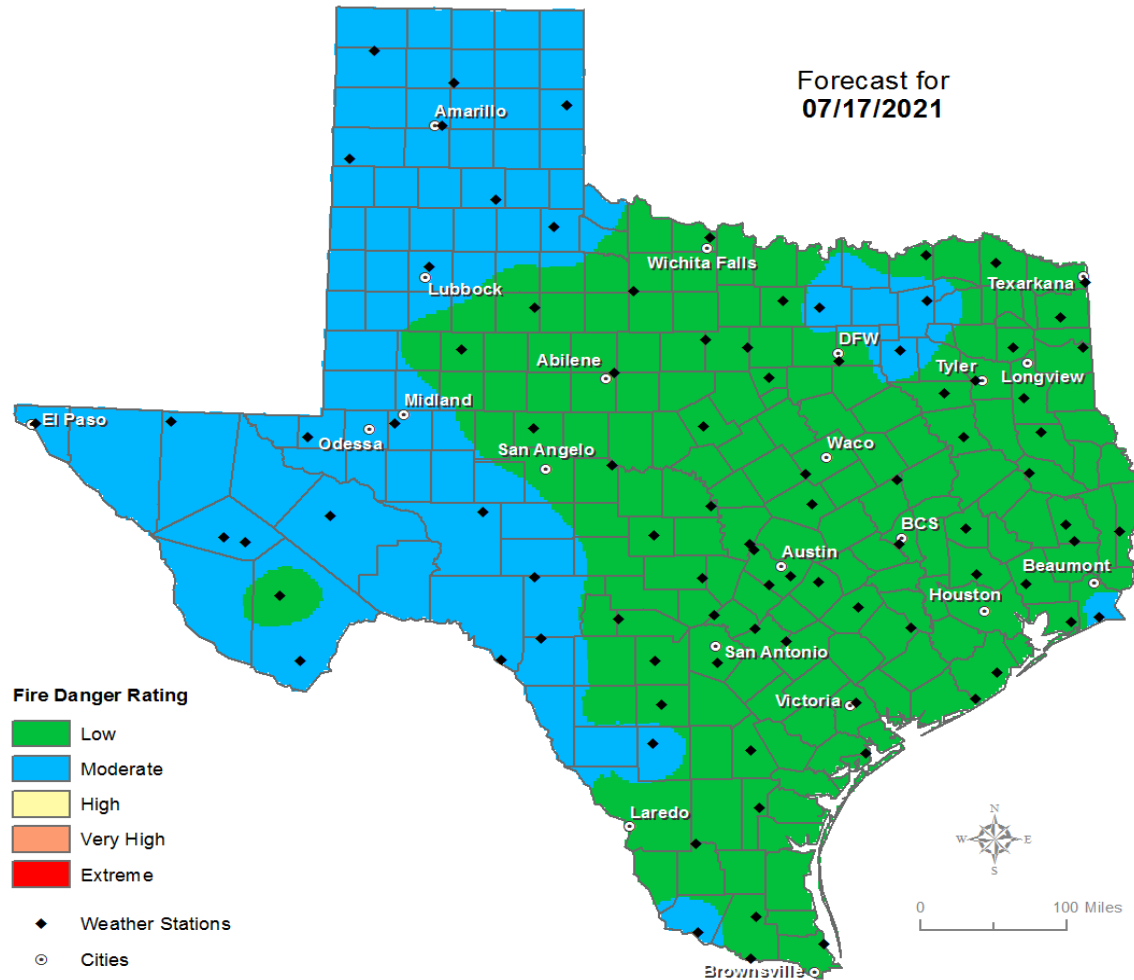 Forecast for
07/17/2021
Amarillo
Wichita Falls
Lubbock
Texarkana
DFW
Abilene
Tyler
Longview
Midland
El Paso
Odessa
San Angelo
Waco
BCS
Austin
Beaumont
Houston
San Antonio
Victoria
Laredo
Brownsville
Fire Danger Rating
Low
Moderate
High
Very High
Extreme
Weather Stations
Cities
N
W E
S
0 100 Miles